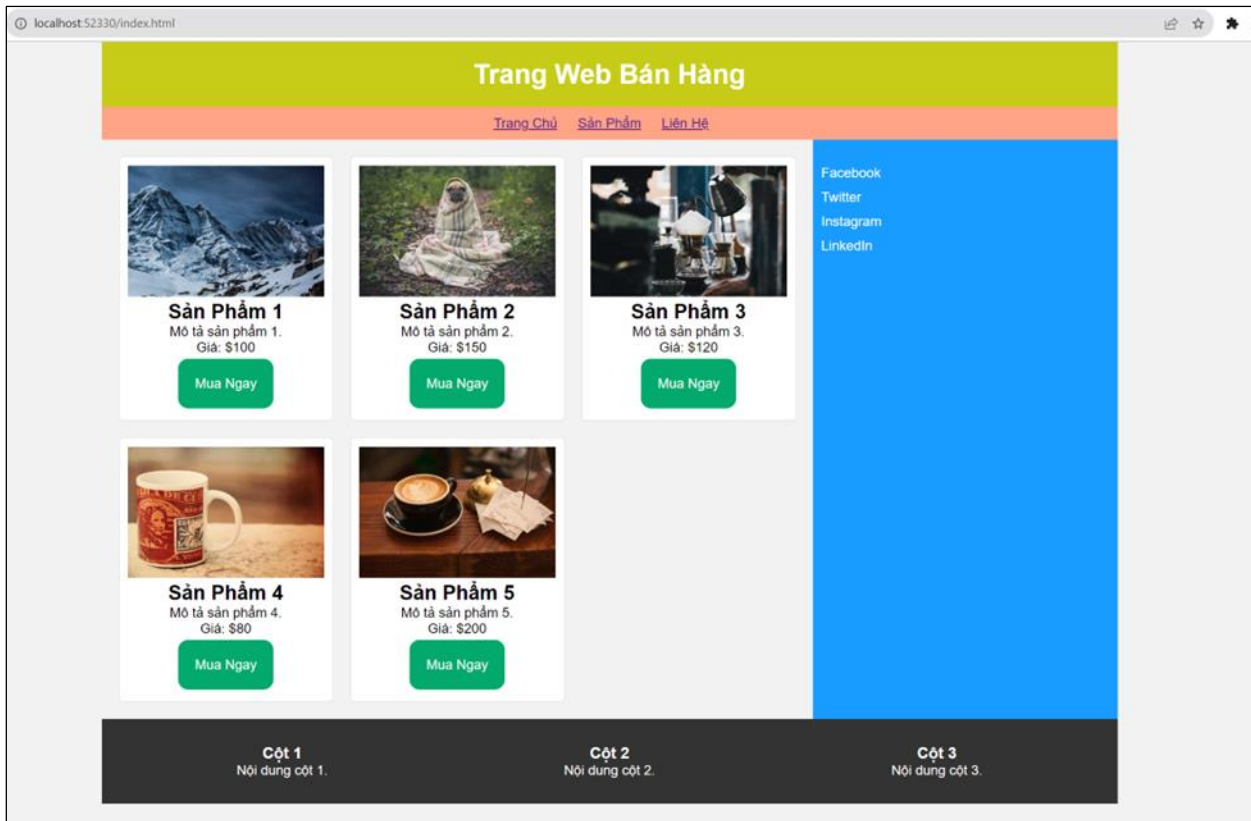 localhost:52330/index.html
Trang Web Bán Hàng
Trang Chủ Sản Phẩm Liên Hệ
Facebook
Twitter
Instagram
LinkedIn
Sản Phẩm 1
Mô tả sản phẩm 1.
Giá: $100
Mua Ngay
Sản Phẩm 2
Mô tả sản phẩm 2.
Giá: $150
Mua Ngay
Sản Phẩm 3
Mô tả sản phẩm 3.
Giá: $120
Mua Ngay
Sản Phẩm 4
Mô tả sản phẩm 4.
Giá: $80
Mua Ngay
Sản Phẩm 5
Mô tả sản phẩm 5.
Giá: $200
Mua Ngay
Cột 1
Nội dung cột 1.
Cột 2
Nội dung cột 2.
Cột 3
Nội dung cột 3.